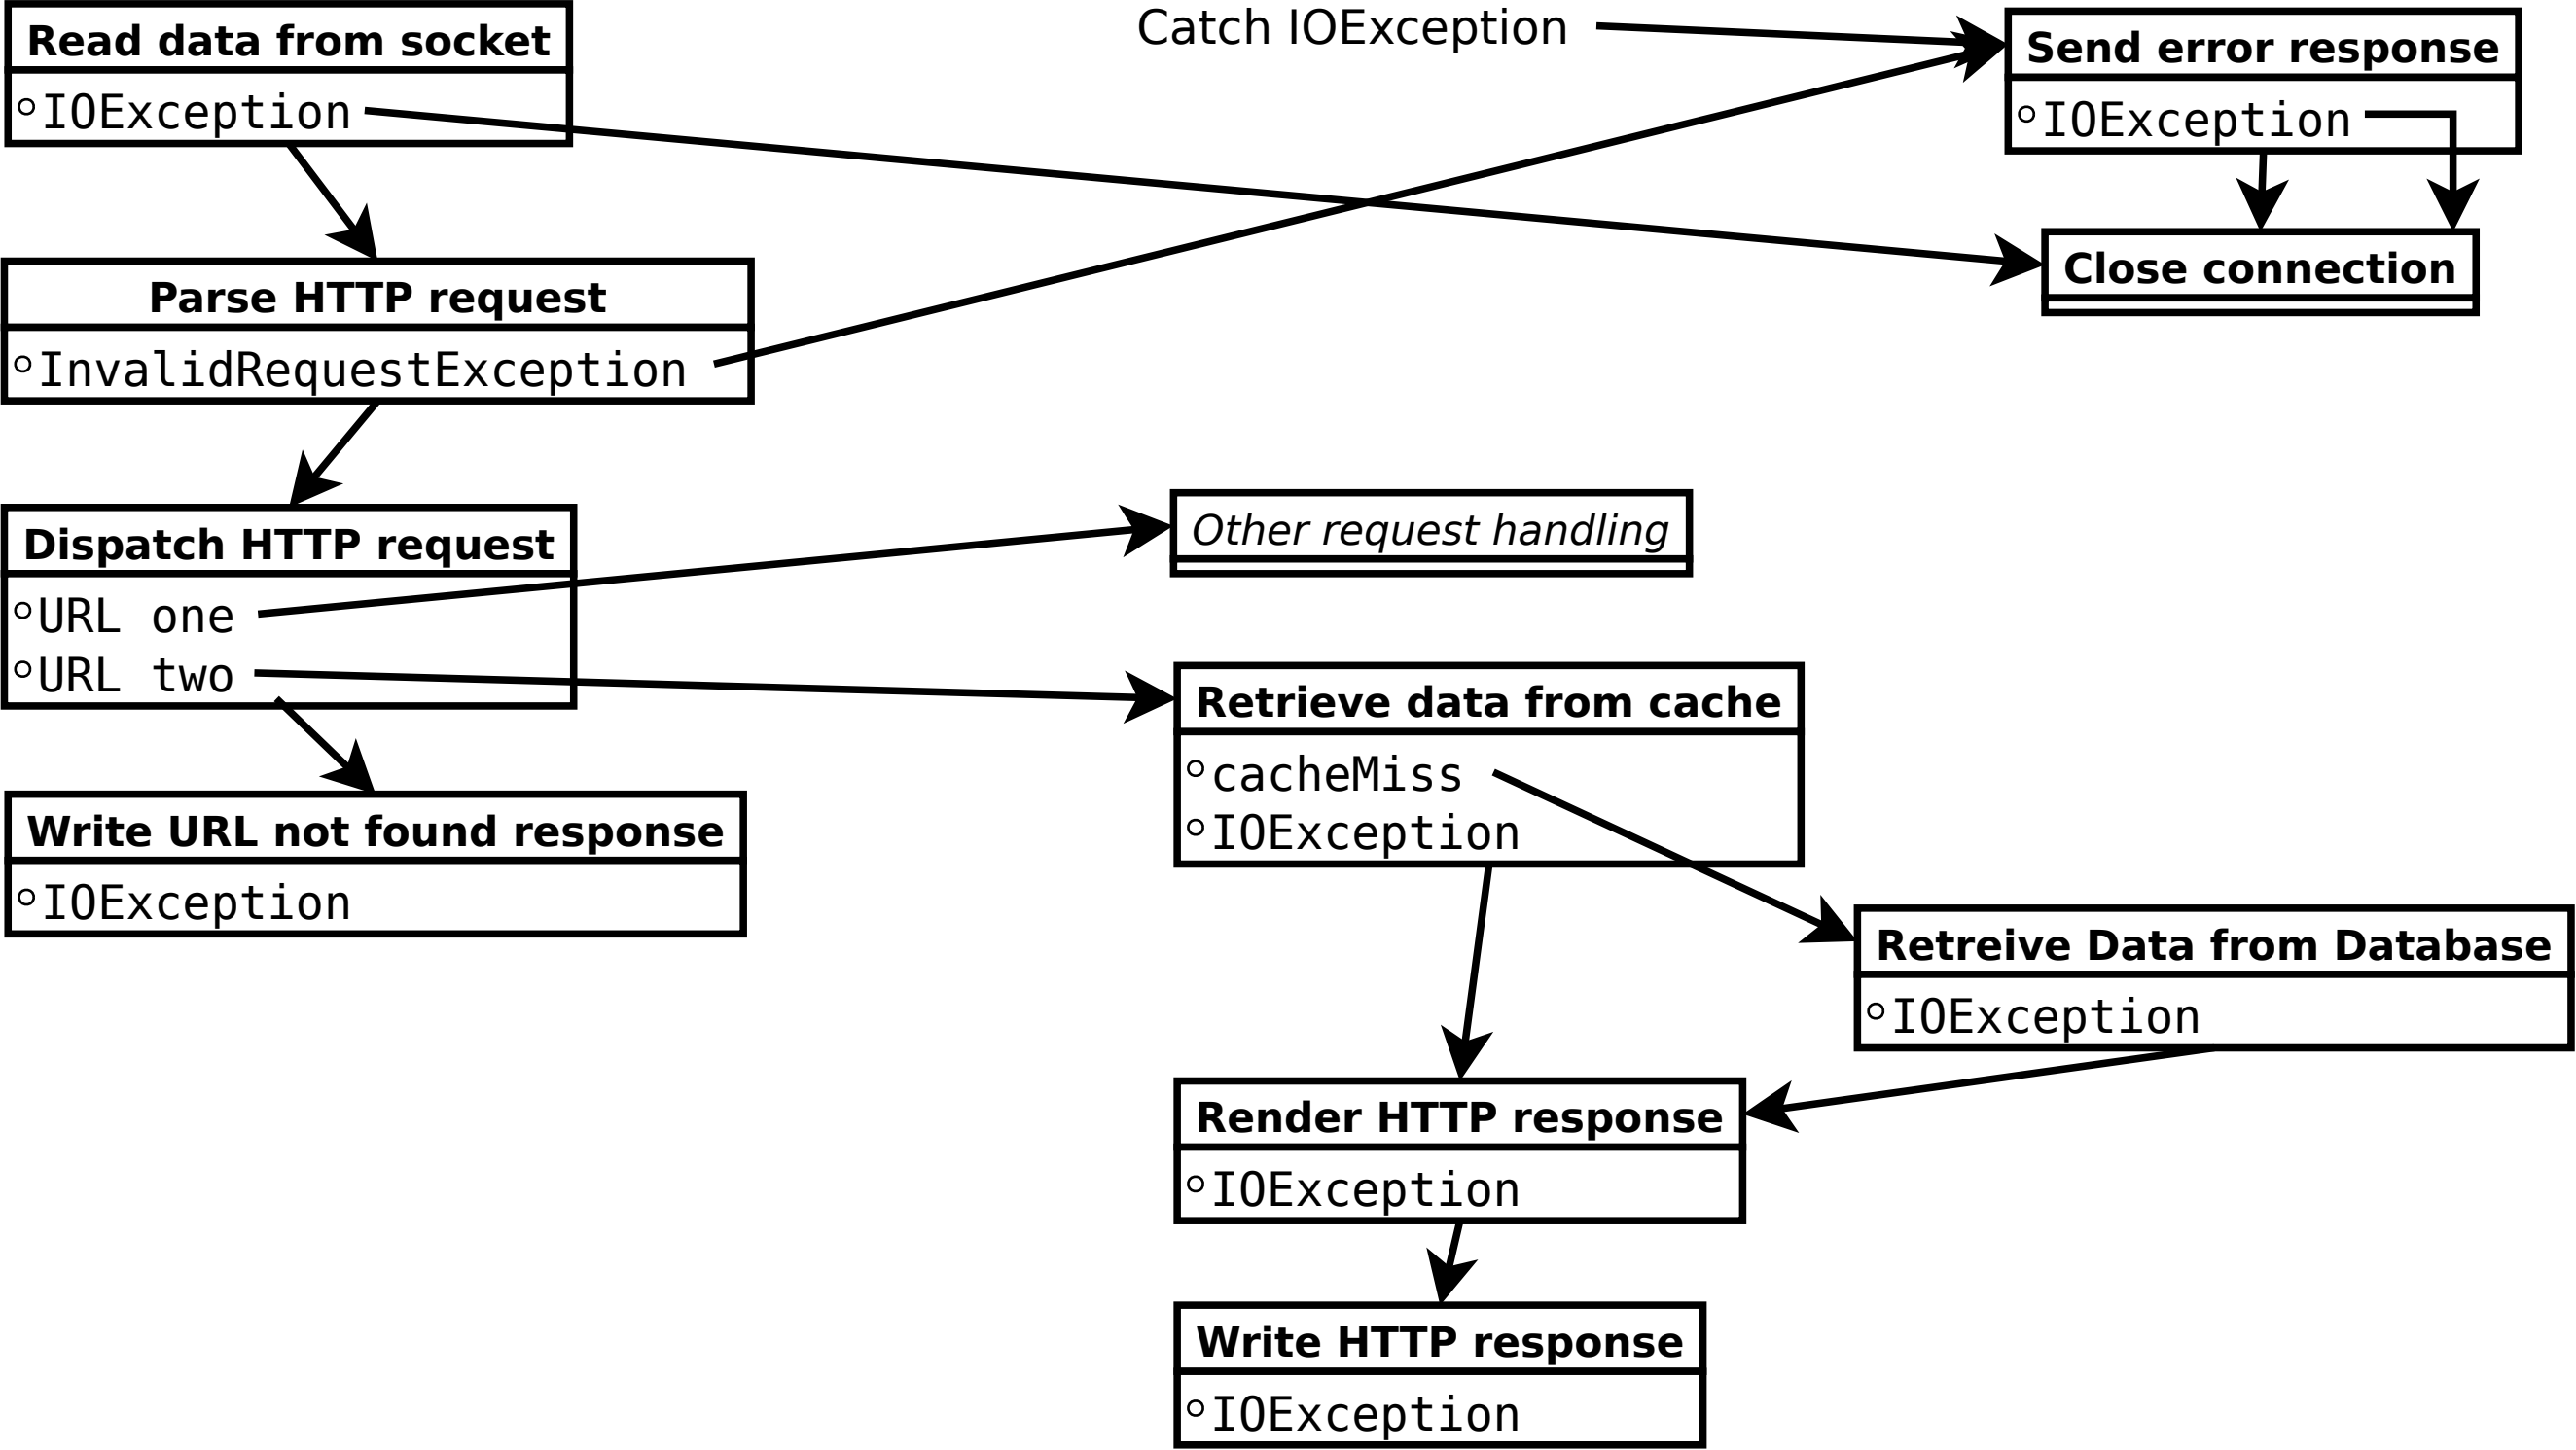 Read data from socket
IOException
Catch IOException
Send error response
IOException
Close connection
Parse HTTP request
InvalidRequestException
Dispatch HTTP request
URL one
URL two
Other request handling
Retrieve data from cache
cacheMiss
IOException
Write URL not found response
IOException
Retreive Data from Database
IOException
Render HTTP response
IOException
Write HTTP response
IOException